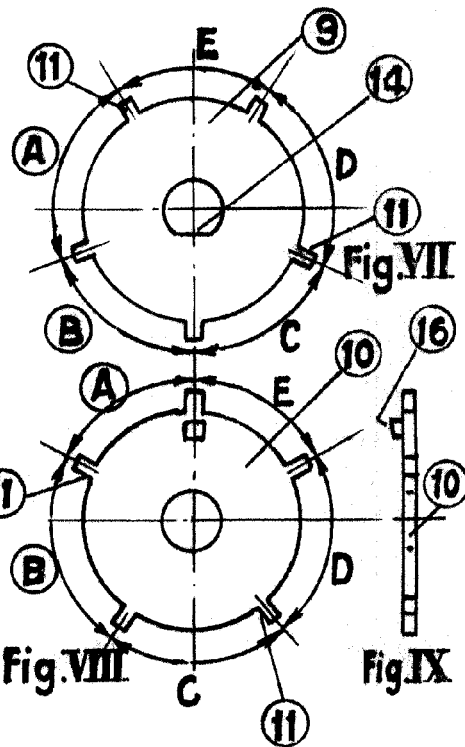 E 9
11 14
A D
11
Fig.VII
B C
10 16
A E
1
10
B D
Fig.VIII Fig.IX
C
11